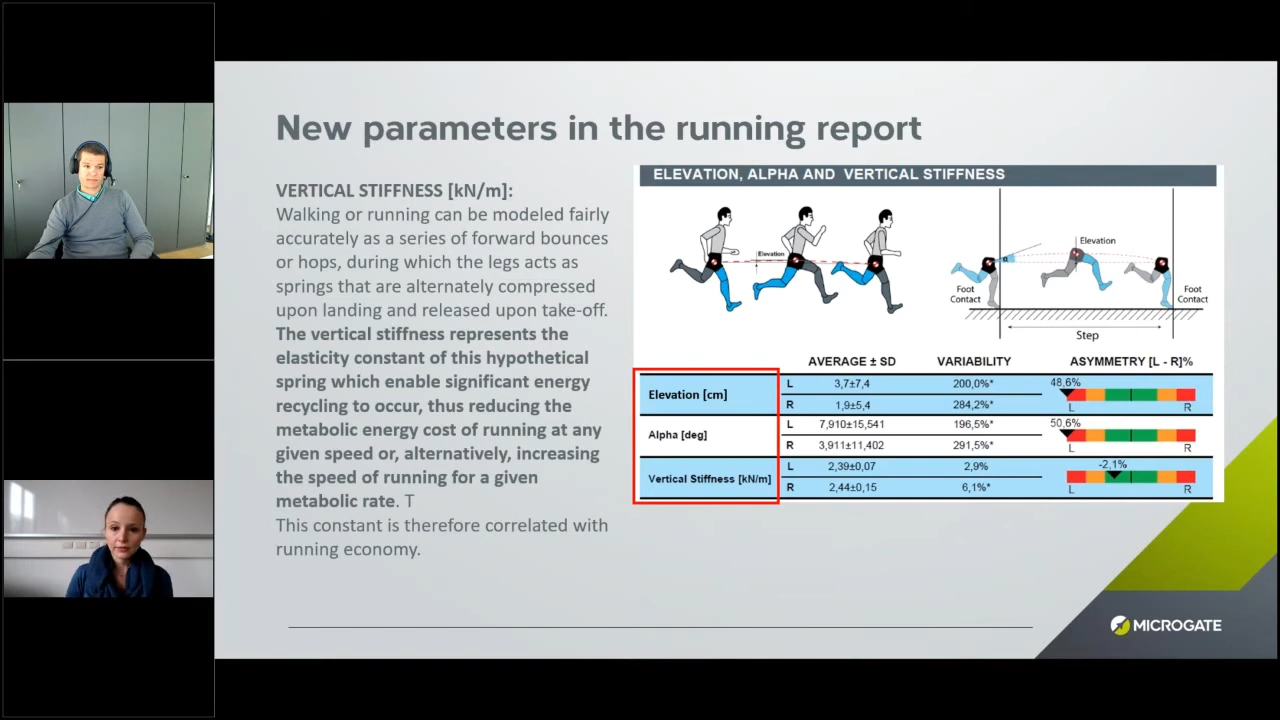 New parameters in the running report
VERTICAL STIFFNESS [kN/m]:
Walking or running can be modeled fairly
accurately as a series of forward bounces
or hops, during which the legs acts as
springs that are alternately compressed
upon landing and released upon take-off.
The vertical stiffness represents the
elasticity constant of this hypothetical
spring which enable significant energy
recycling to occur, thus reducing the
metabolic energy cost of running at any
given speed or, alternatively, increasing
the speed of running for a given
metabolic rate. T
This constant is therefore correlated with
running economy.
ELEVATION, ALPHA AND VERTICAL STIFFNESS
Elevation
Elevation
α
Foot
Contact
Foot
Contact
Step
AVERAGE ± SD VARIABILITY ASYMMETRY [L - R]%
Elevation [cm]
L 3,7±7,4 200,0%* 48,6%
R 1,9±5,4 284,2%* L R
Alpha [deg]
L 7,910±15,541 196,5%* 50,6%
R 3,911±11,402 291,5%* L R
Vertical Stiffness [kN/m]
L 2,39±0,07 2,9% -2,1%
R 2,44±0,15 6,1%* L R
MICROGATE